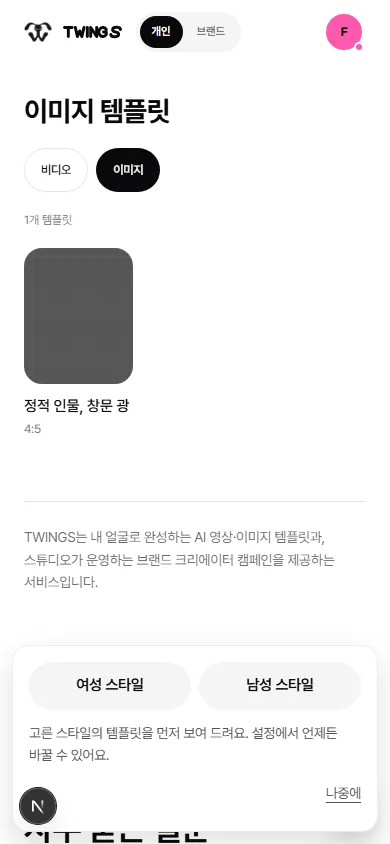 TWINGS
개인
브랜드
F
이미지 템플릿
비디오
이미지
1개 템플릿
정적 인물, 창문 광
4:5
TWINGS는 내 얼굴로 완성하는 AI 영상·이미지 템플릿과,
스튜디오가 운영하는 브랜드 크리에이터 캠페인을 제공하는
서비스입니다.
여성 스타일
남성 스타일
고른 스타일의 템플릿을 먼저 보여 드려요. 설정에서 언제든
바꿀 수 있어요.
나중에
N
자주 묻는 질문